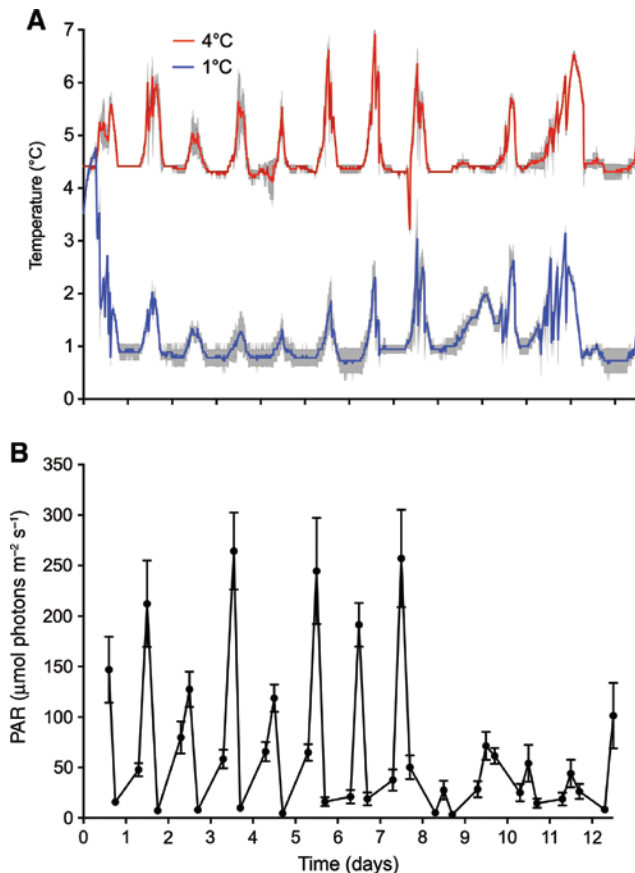 A
7
4°C
1°C
6
5
4
3
2
1
0
Temperature (°C)
B
350
300
250
200
150
100
50
0
PAR (μmol photons m⁻² s⁻¹)
0 1 2 3 4 5 6 7 8 9 10 11 12
Time (days)